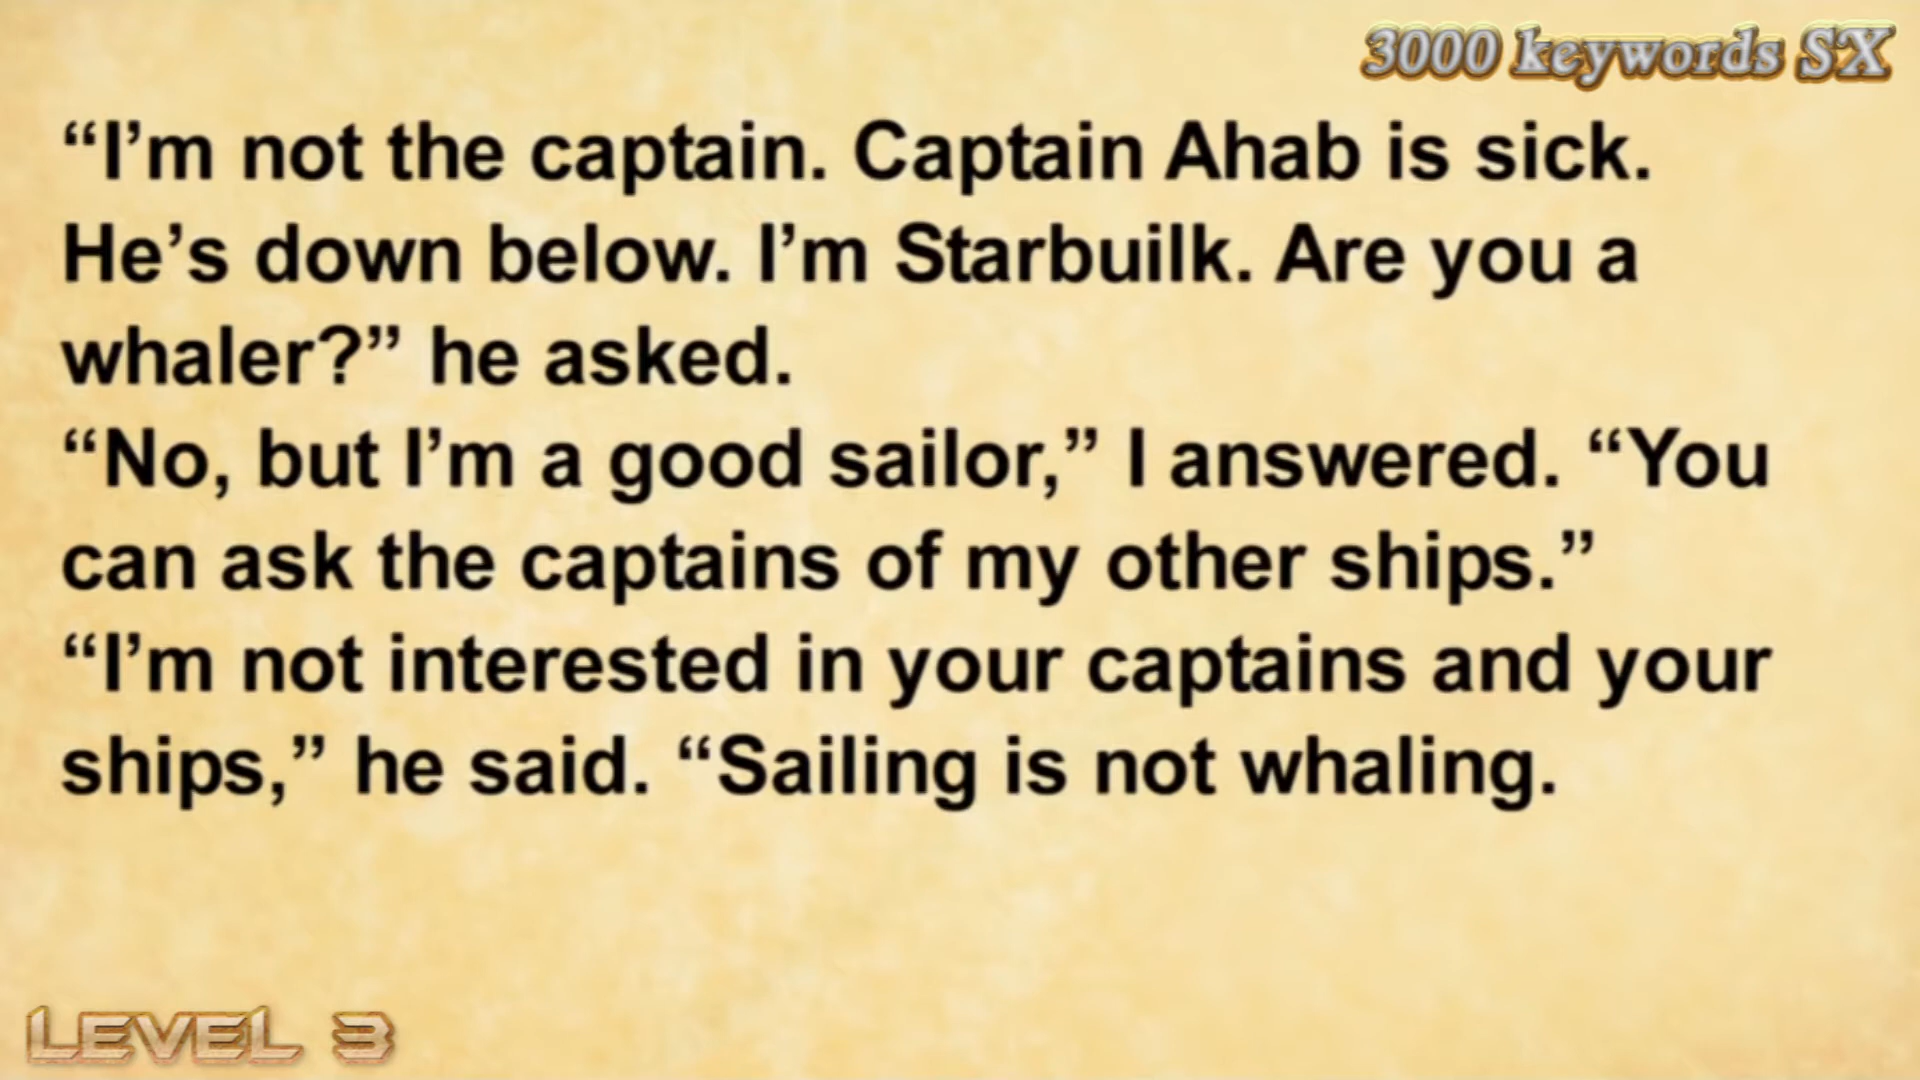 3000 keywords SX
“I’m not the captain. Captain Ahab is sick.
He’s down below. I’m Starbuilk. Are you a
whaler?” he asked.
“No, but I’m a good sailor,” I answered. “You
can ask the captains of my other ships.”
“I’m not interested in your captains and your
ships,” he said. “Sailing is not whaling.
LEVEL 3